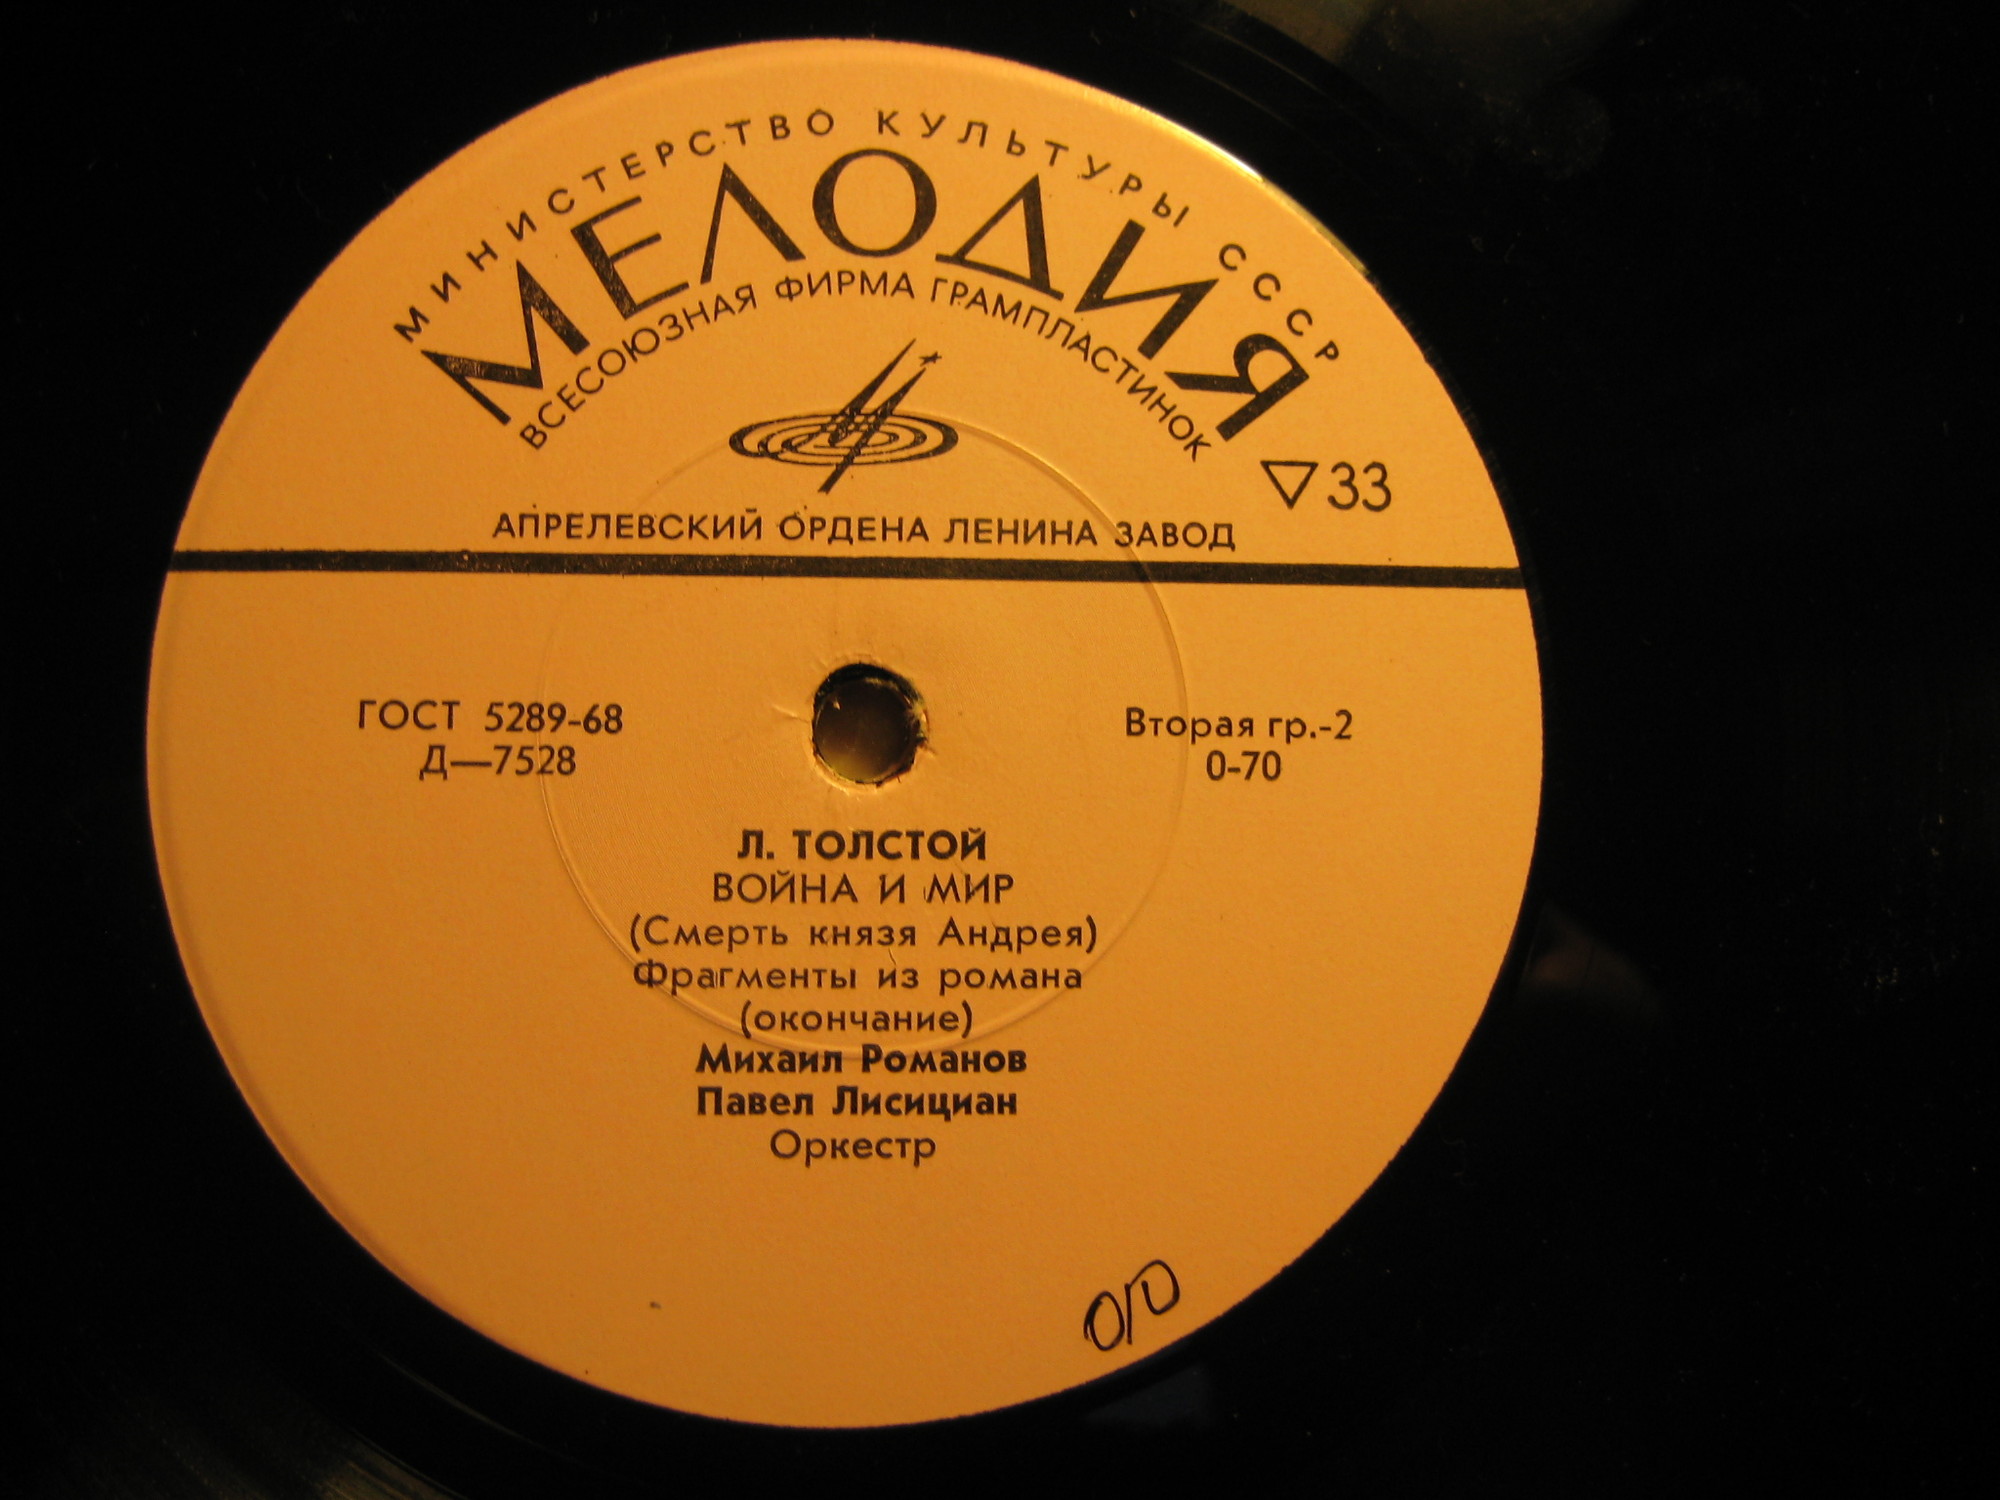 МИНИСТЕРСТВО КУЛЬТУРЫ СССР
МЕЛОДИЯ
ВСЕСОЮЗНАЯ ФИРМА ГРАМПЛАСТИНОК
▽33
АПРЕЛЕВСКИЙ ОРДЕНА ЛЕНИНА ЗАВОД
ГОСТ 5289-68
Д—7528
Вторая гр.-2
0-70
Л. ТОЛСТОЙ
ВОЙНА И МИР
(Смерть князя Андрея)
Фрагменты из романа
(окончание)
Михаил Романов
Павел Лисициан
Оркестр